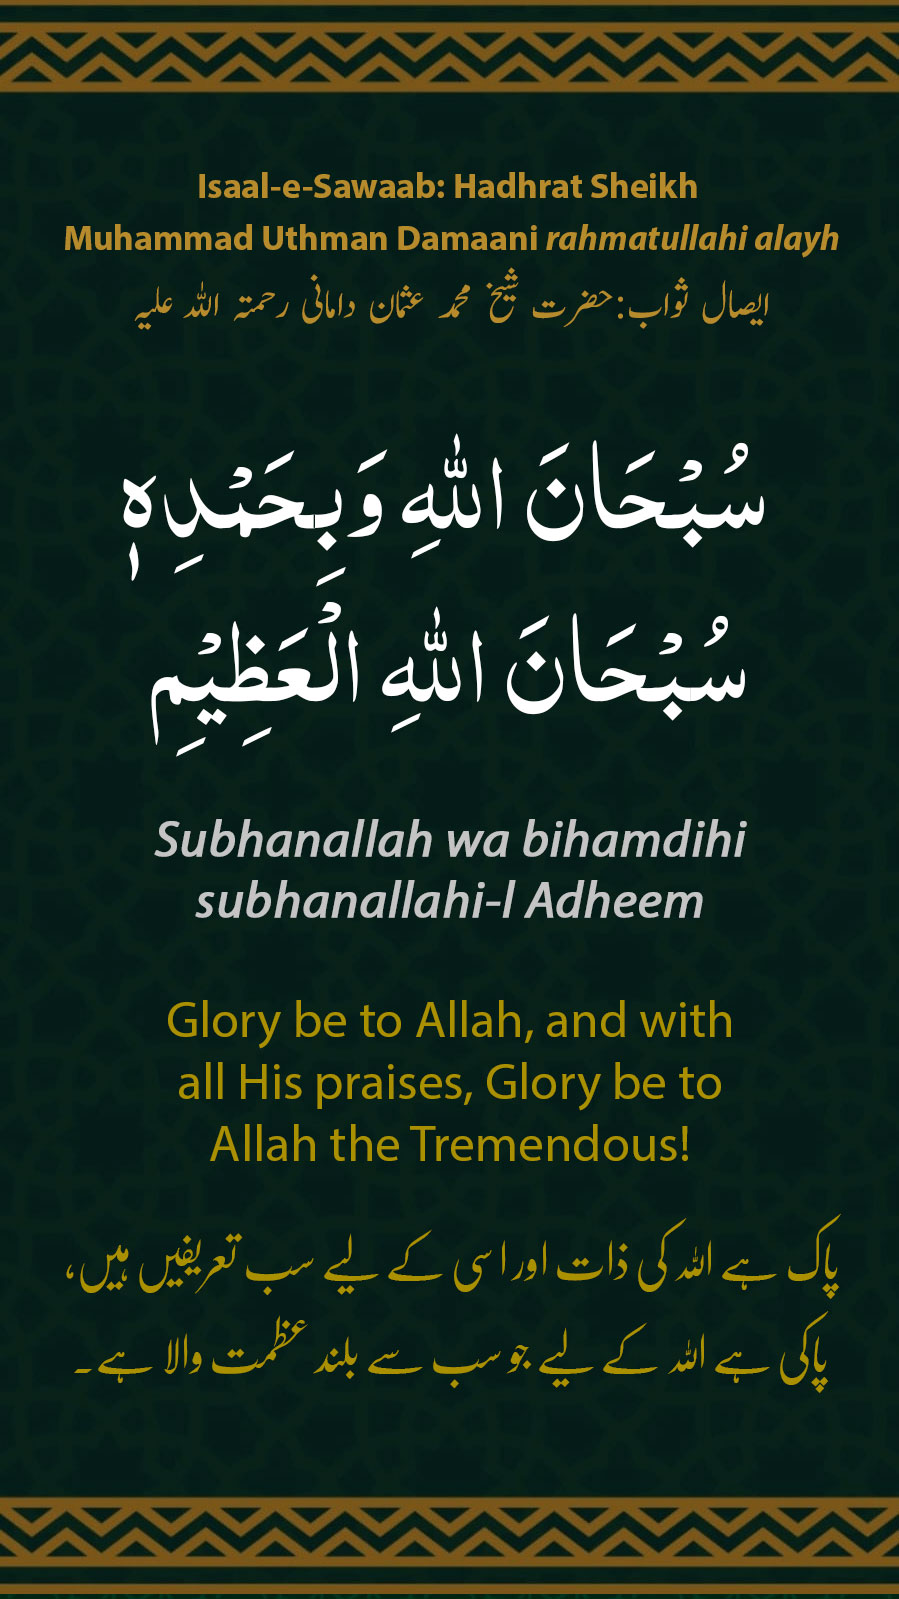 Isaal-e-Sawaab: Hadhrat Sheikh
Muhammad Uthman Damaani rahmatullahi alayh
ایصال ثواب: حضرت شیخ محمد عثمان دامانی رحمتہ اللہ علیہ
سُبْحَانَ اللهِ وَبِحَمْدِهٖ
سُبْحَانَ اللهِ الْعَظِيْمِ
Subhanallah wa bihamdihi
subhanallahi-l Adheem
Glory be to Allah, and with
all His praises, Glory be to
Allah the Tremendous!
پاک ہے اللہ کی ذات اور اسی کے لیے سب تعریفیں ہیں،
پاکی ہے اللہ کے لیے جو سب سے بلند عظمت والا ہے۔